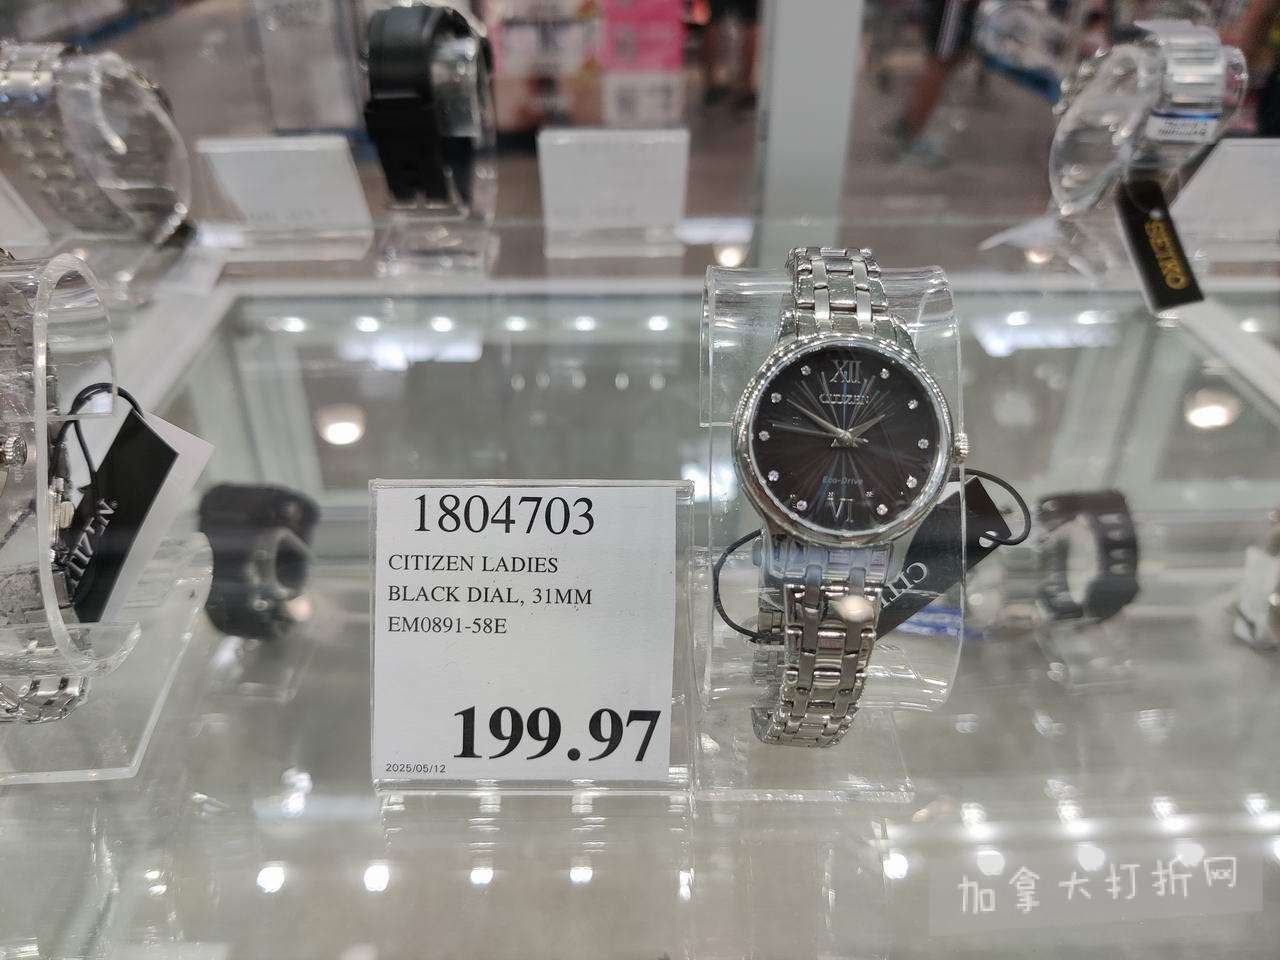 SEIKO
XII
CITIZEN
Eco-Drive
VI
CITIZEN
1804703
CITIZEN LADIES
BLACK DIAL, 31MM
EM0891-58E
199.97
2025/05/12
加拿大打折网